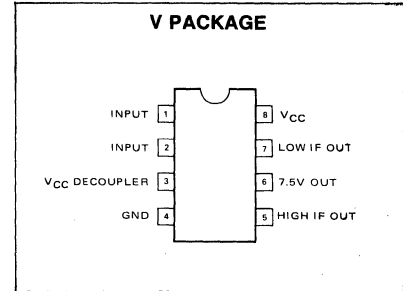 V PACKAGE
INPUT 1
8 VCC
INPUT 2
7 LOW IF OUT
VCC DECOUPLER 3
6 7.5V OUT
GND 4
5 HIGH IF OUT